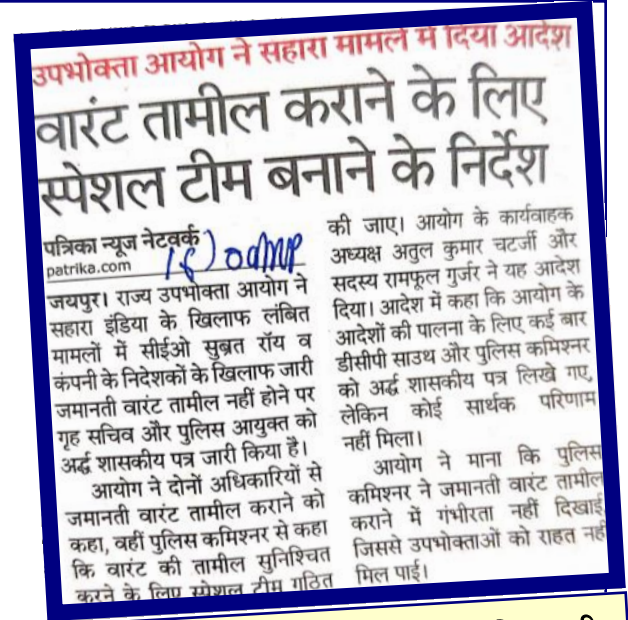 उपभोक्ता आयोग ने सहारा मामले में दिया आदेश
वारंट तामील कराने के लिए
स्पेशल टीम बनाने के निर्देश
पत्रिका न्यूज नेटवर्क
patrika.com
जयपुर। राज्य उपभोक्ता आयोग ने
सहारा इंडिया के खिलाफ लंबित
मामलों में सीईओ सुब्रत रॉय व
कंपनी के निदेशकों के खिलाफ जारी
जमानती वारंट तामील नहीं होने पर
गृह सचिव और पुलिस आयुक्त को
अर्द्ध शासकीय पत्र जारी किया है।
आयोग ने दोनों अधिकारियों से
जमानती वारंट तामील कराने को
कहा, वहीं पुलिस कमिश्नर से कहा
कि वारंट की तामील सुनिश्चित
करने के लिए स्पेशल टीम गठित
की जाए। आयोग के कार्यवाहक
अध्यक्ष अतुल कुमार चटर्जी और
सदस्य रामफूल गुर्जर ने यह आदेश
दिया। आदेश में कहा कि आयोग के
आदेशों की पालना के लिए कई बार
डीसीपी साउथ और पुलिस कमिश्नर
को अर्द्ध शासकीय पत्र लिखे गए,
लेकिन कोई सार्थक परिणाम
नहीं मिला।
आयोग ने माना कि पुलिस
कमिश्नर ने जमानती वारंट तामील
कराने में गंभीरता नहीं दिखाई
जिससे उपभोक्ताओं को राहत नहीं
मिल पाई।